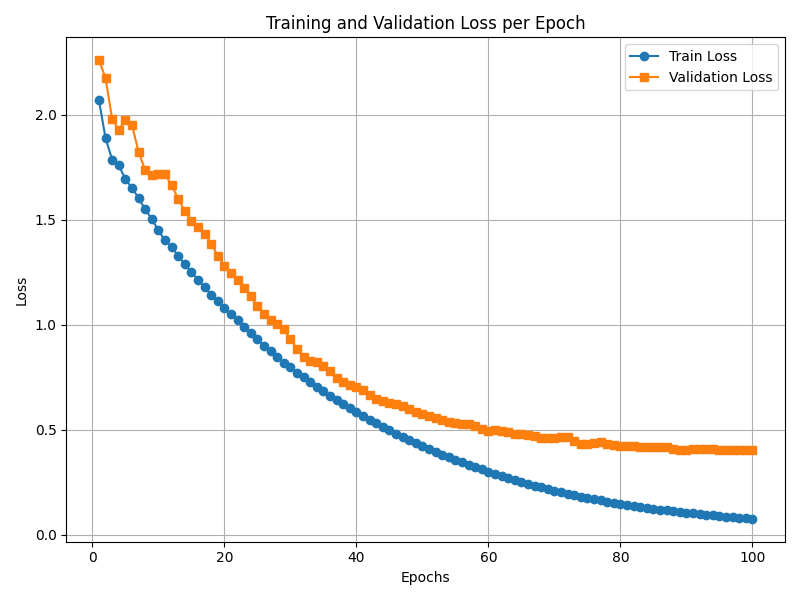 Training and Validation Loss per Epoch
Train Loss
Validation Loss
2.0
1.5
1.0
0.5
0.0
Loss
0 20 40 60 80 100
Epochs